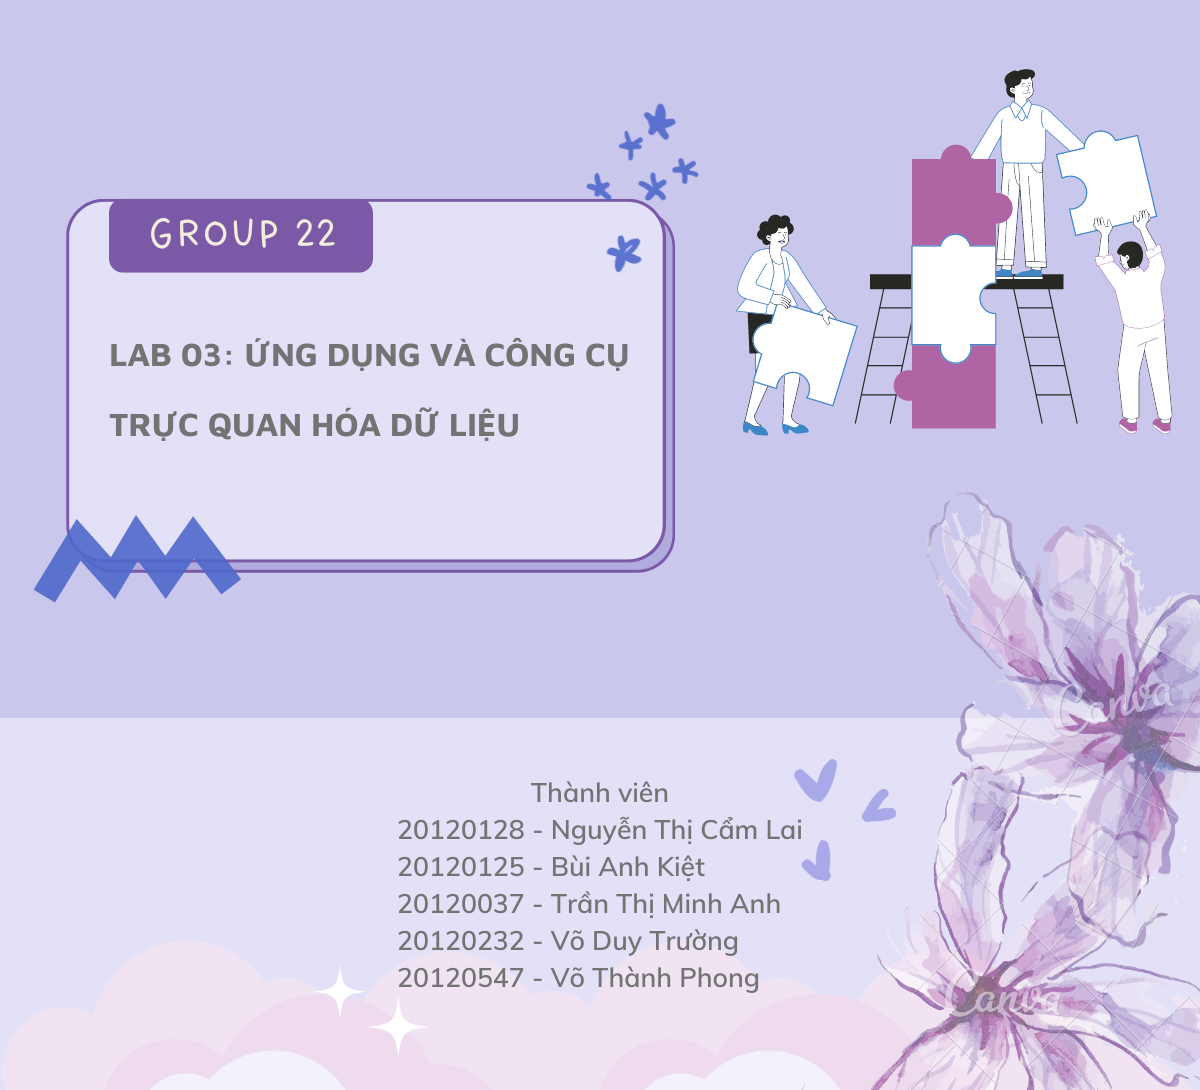 GROUP 22
LAB 03: ỨNG DỤNG VÀ CÔNG CỤ
TRỰC QUAN HÓA DỮ LIỆU
Canva
Thành viên
20120128 - Nguyễn Thị Cẩm Lai
20120125 - Bùi Anh Kiệt
20120037 - Trần Thị Minh Anh
20120232 - Võ Duy Trường
20120547 - Võ Thành Phong
Canva